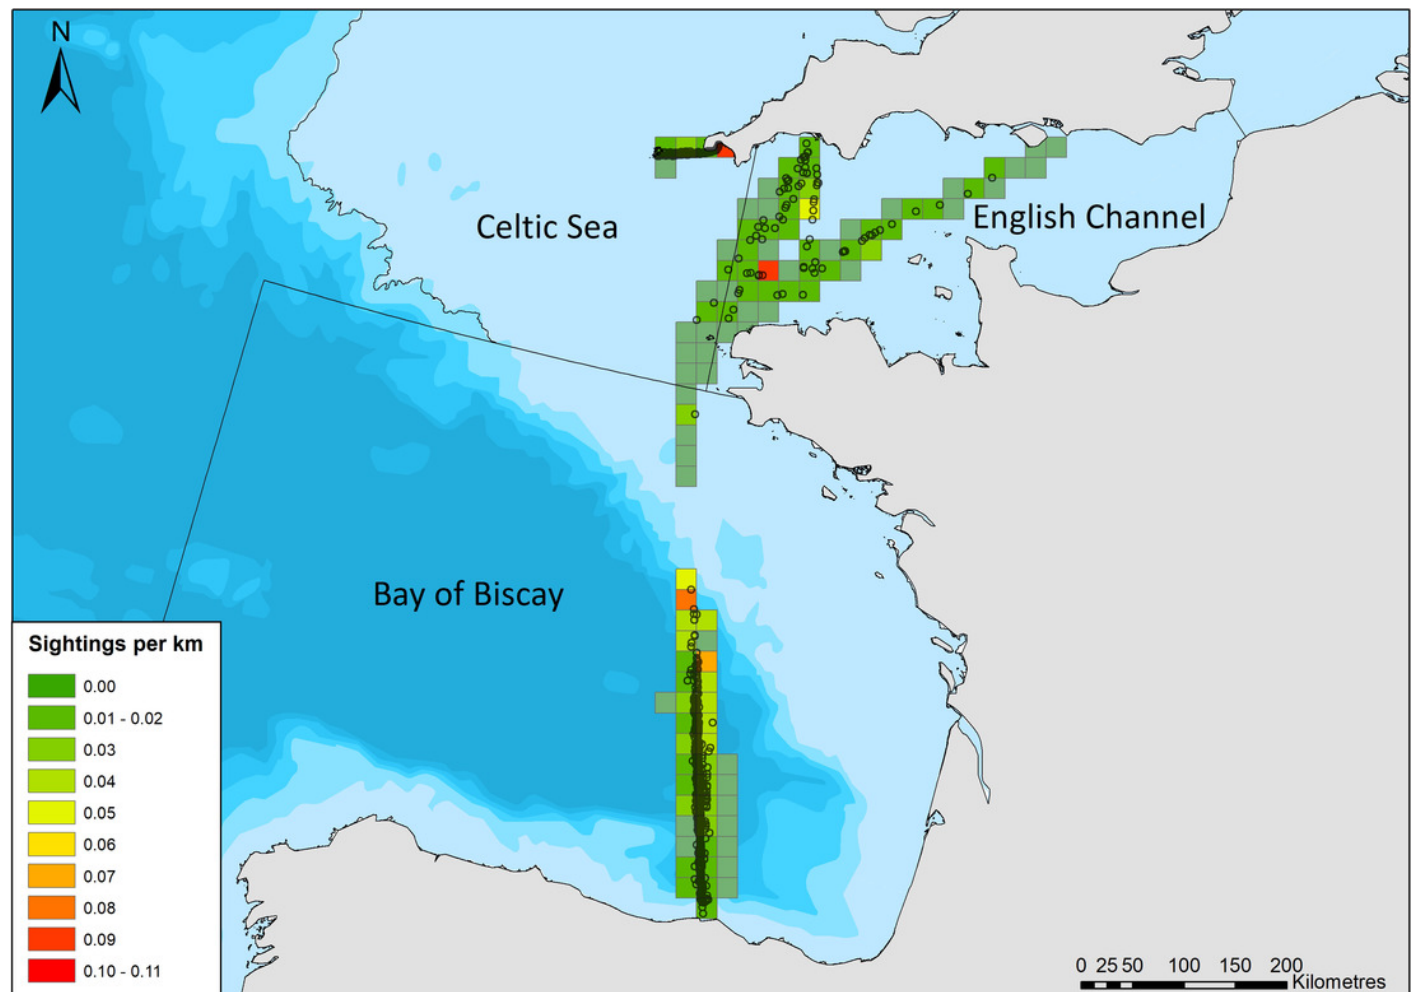 N
Celtic Sea
English Channel
Bay of Biscay
Sightings per km
0.00
0.01 - 0.02
0.03
0.04
0.05
0.06
0.07
0.08
0.09
0.10 - 0.11
0 25 50 100 150 200
Kilometres